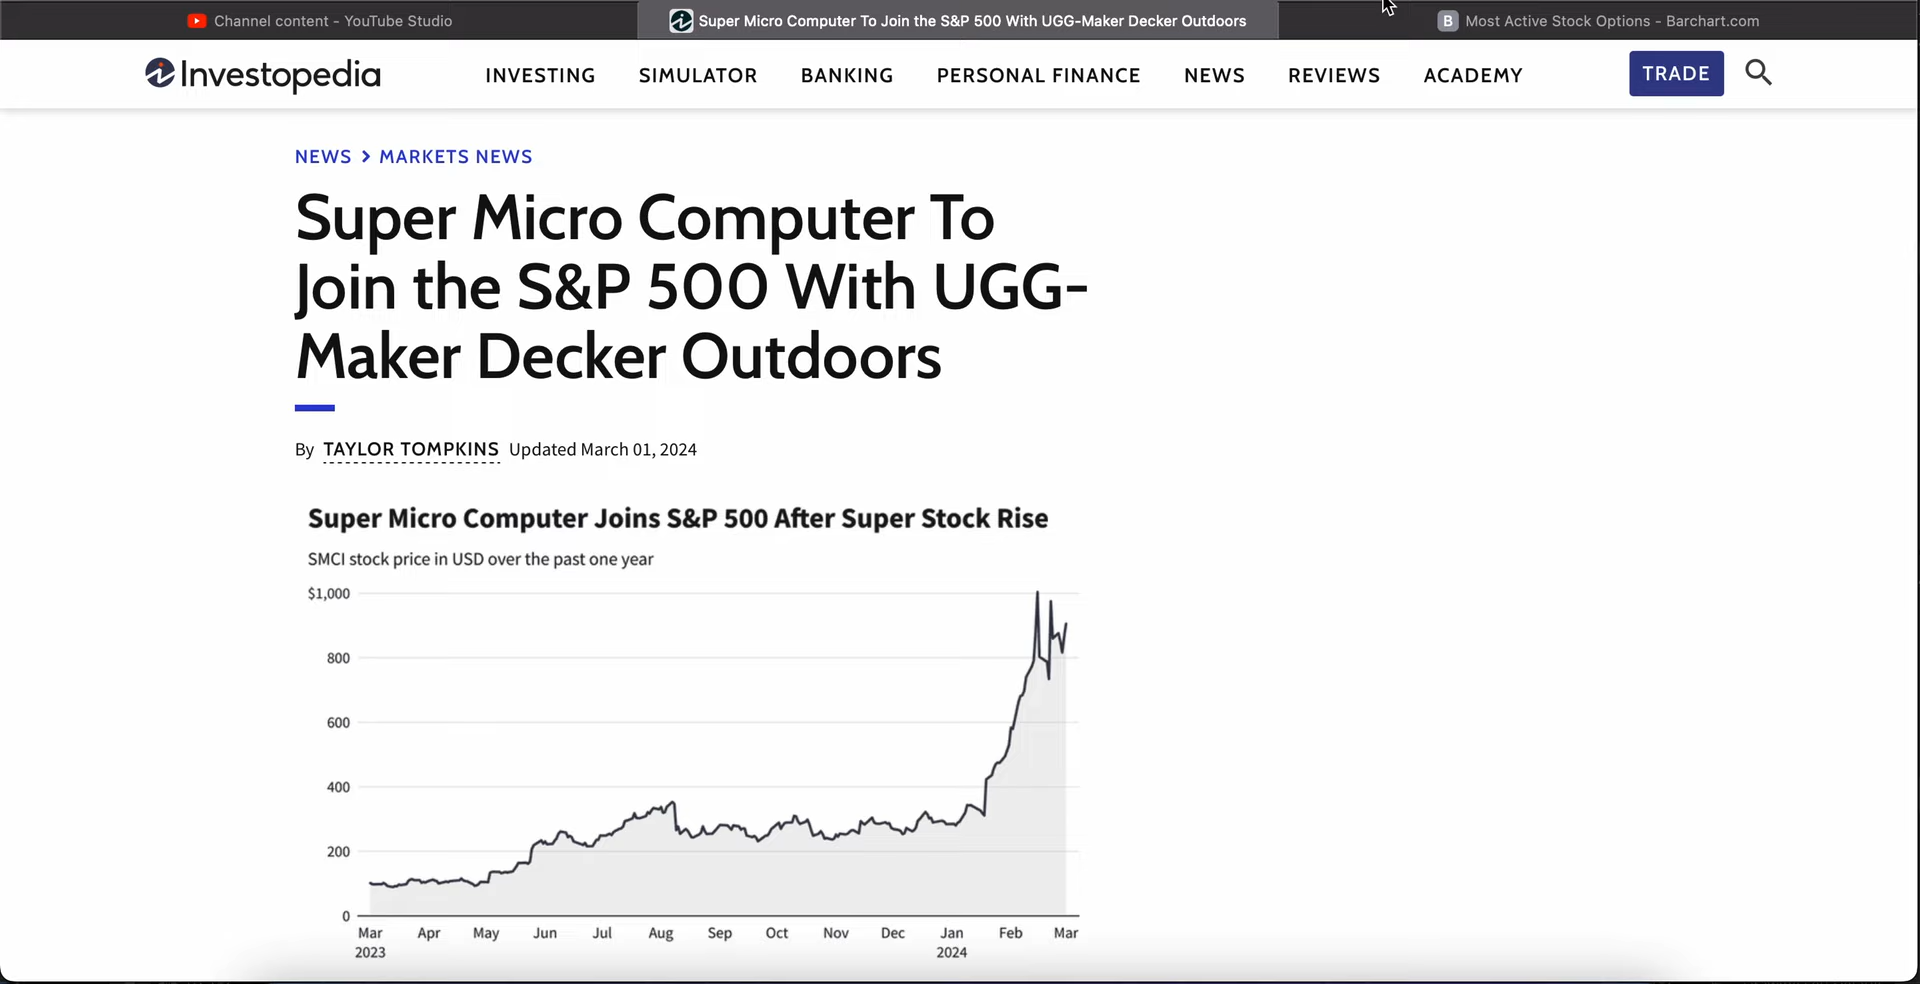 Channel content - YouTube Studio
Super Micro Computer To Join the S&P 500 With UGG-Maker Decker Outdoors
B Most Active Stock Options - Barchart.com
Investopedia
INVESTING SIMULATOR BANKING PERSONAL FINANCE NEWS REVIEWS ACADEMY
TRADE
NEWS > MARKETS NEWS
Super Micro Computer To
Join the S&P 500 With UGG-
Maker Decker Outdoors
By TAYLOR TOMPKINS Updated March 01, 2024
Super Micro Computer Joins S&P 500 After Super Stock Rise
SMCI stock price in USD over the past one year
$1,000
800
600
400
200
0
Mar Apr May Jun Jul Aug Sep Oct Nov Dec Jan Feb Mar
2023 2024